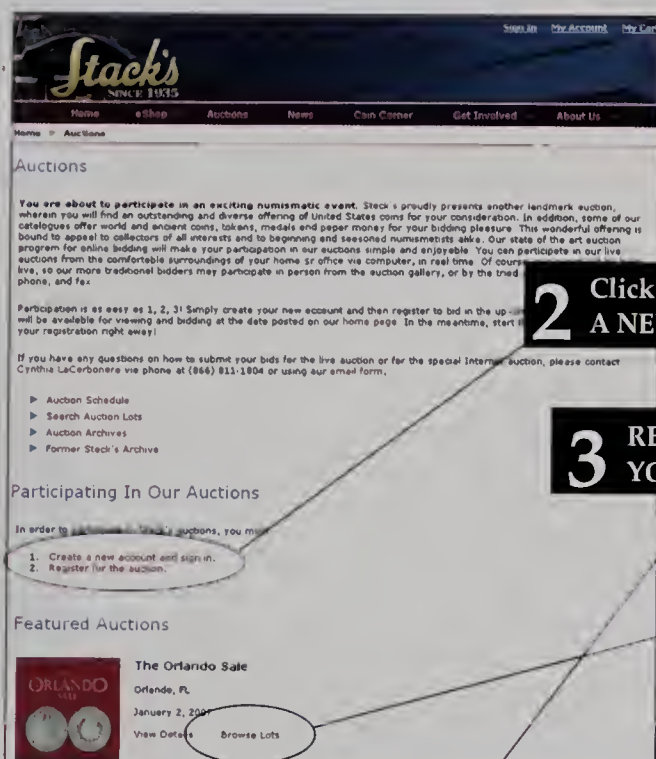 Sign In My Account My Car
Stack's
SINCE 1935
Home eShop Auctions News Coin Corner Get Involved About Us
Home Auctions
Auctions
You are about to participate in an exciting numismatic event. Stack's proudly presents another landmark auction,
wherein you will find an outstanding and diverse offering of United States coins for your consideration. In addition, some of our
catalogues offer world and ancient coins, tokens, medals and paper money for your bidding pleasure. This wonderful offering is
bound to appeal to collectors of all interests and to beginning and seasoned numismatists alike. Our state of the art auction
program for online bidding will make your participation in our auctions simple and enjoyable. You can participate in our live
auctions from the comfortable surroundings of your home or office via computer, in real time. Of course
live, so our more traditional bidders may participate in person from the auction gallery, or by the tried
phone, and fax
Participation is as easy as 1, 2, 3! Simply create your new account and then register to bid in the up
will be available for viewing and bidding at the date posted on our home page. In the meantime, start
your registration right away!
If you have any questions on how to submit your bids for the live auction or for the special Internet auction, please contact
Cynthia LaCarbonere via phone at (866) 811-1804 or using our email form.
Auction Schedule
Search Auction Lots
Auction Archives
Former Stack's Archive
2 Click
A NE
3 RE
YO
Participating In Our Auctions
In order to participate in Stack's auctions, you
1. Create a new account and sign in.
2. Register for the auction.
Featured Auctions
ORLANDO
SALE
The Orlando Sale
Orlando, FL
January 2,
View Details Browse Lots